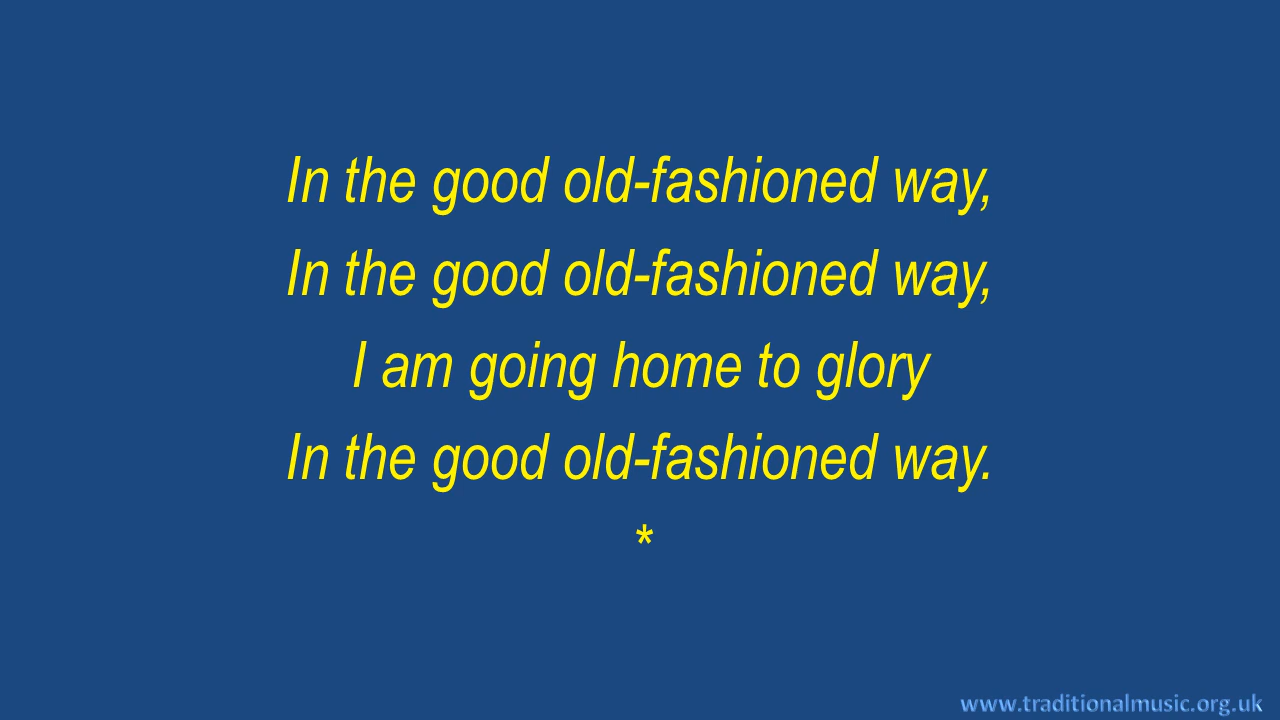 In the good old-fashioned way,
In the good old-fashioned way,
I am going home to glory
In the good old-fashioned way.
*
www.traditionalmusic.org.uk